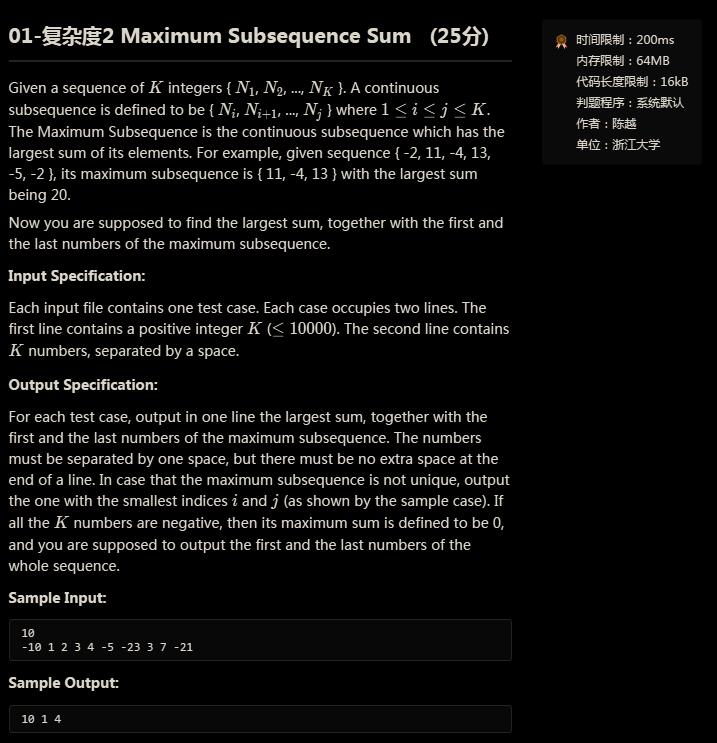 01-复杂度2 Maximum Subsequence Sum (25分)
时间限制：200ms
内存限制：64MB
代码长度限制：16kB
判题程序：系统默认
作者：陈越
单位：浙江大学
Given a sequence of K integers { N₁, N₂, ..., N_K }. A continuous
subsequence is defined to be { N_i, N_{i+1}, ..., N_j } where 1 ≤ i ≤ j ≤ K.
The Maximum Subsequence is the continuous subsequence which has the
largest sum of its elements. For example, given sequence { -2, 11, -4, 13,
-5, -2 }, its maximum subsequence is { 11, -4, 13 } with the largest sum
being 20.
Now you are supposed to find the largest sum, together with the first and
the last numbers of the maximum subsequence.
Input Specification:
Each input file contains one test case. Each case occupies two lines. The
first line contains a positive integer K (≤ 10000). The second line contains
K numbers, separated by a space.
Output Specification:
For each test case, output in one line the largest sum, together with the
first and the last numbers of the maximum subsequence. The numbers
must be separated by one space, but there must be no extra space at the
end of a line. In case that the maximum subsequence is not unique, output
the one with the smallest indices i and j (as shown by the sample case). If
all the K numbers are negative, then its maximum sum is defined to be 0,
and you are supposed to output the first and the last numbers of the
whole sequence.
Sample Input:
10
-10 1 2 3 4 -5 -23 3 7 -21
Sample Output:
10 1 4